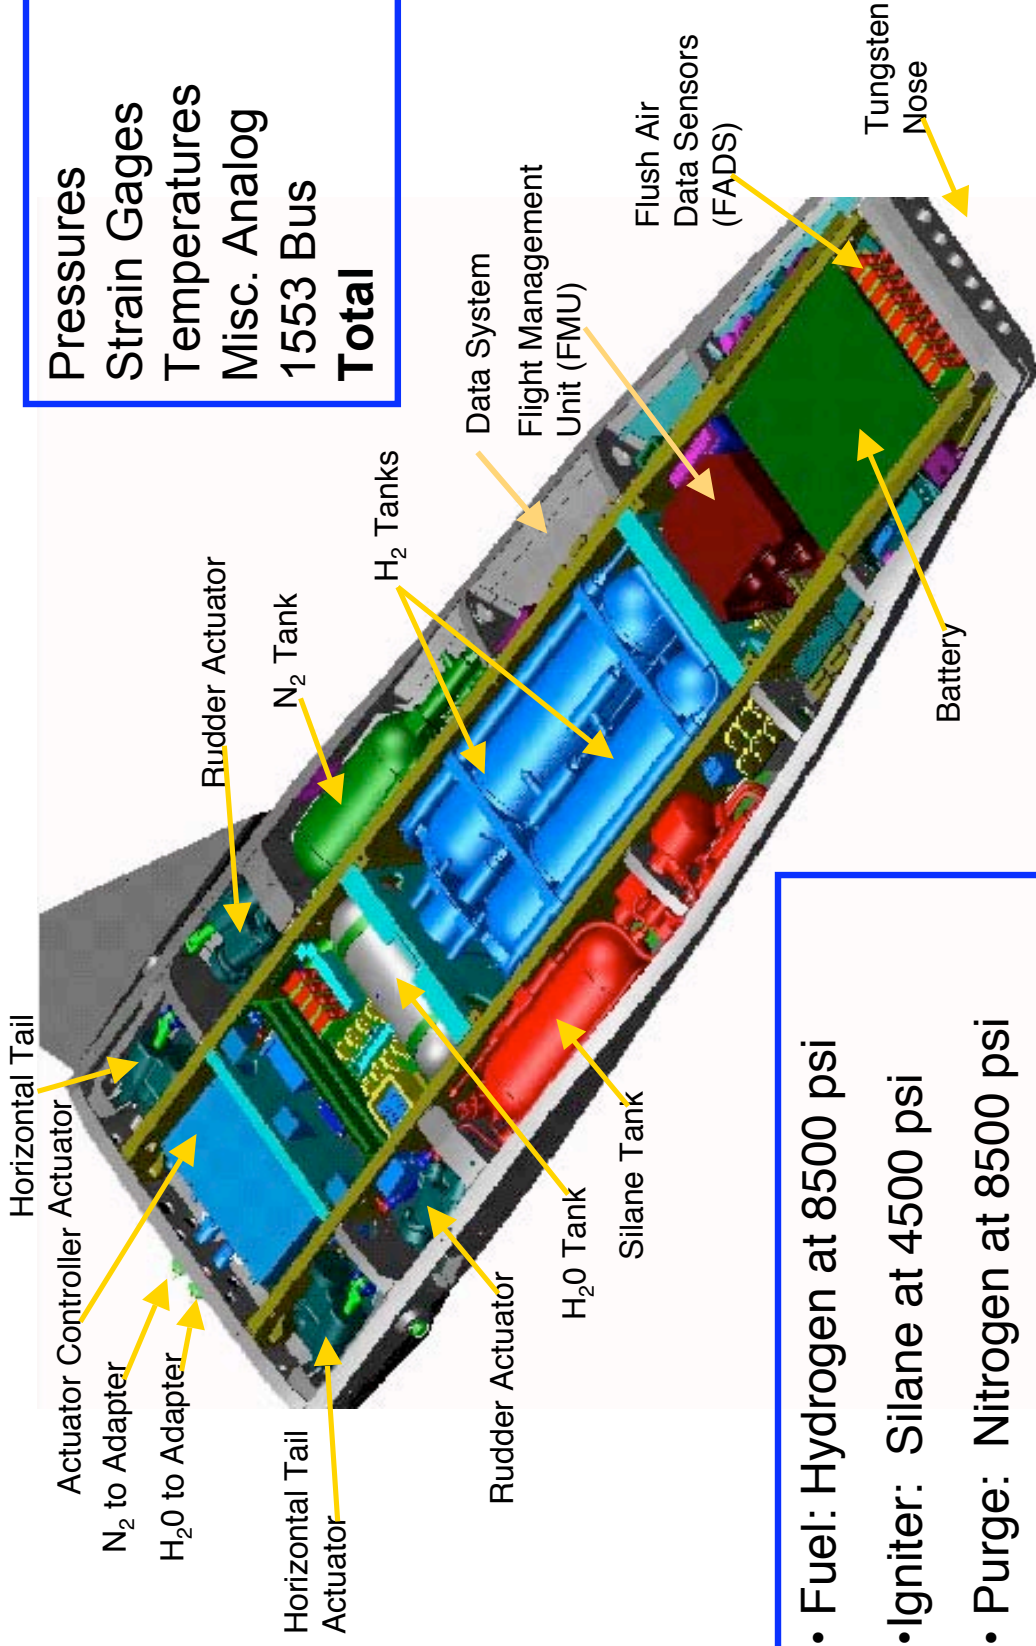 Pressures
Strain Gages
Temperatures
Misc. Analog
1553 Bus
Total
Horizontal Tail
Actuator
Actuator Controller
N2 to Adapter
H20 to Adapter
Horizontal Tail
Actuator
Rudder Actuator
N2 Tank
H2 Tanks
Data System
Flight Management
Unit (FMU)
Flush Air
Data Sensors
(FADS)
Tungsten
Nose
Rudder Actuator
H20 Tank
Silane Tank
Battery
• Fuel: Hydrogen at 8500 psi
•Igniter: Silane at 4500 psi
• Purge: Nitrogen at 8500 psi